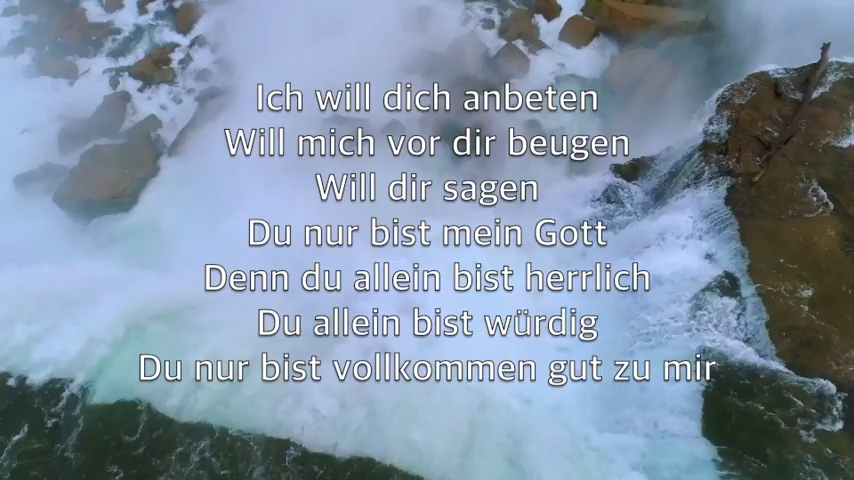 Ich will dich anbeten
Will mich vor dir beugen
Will dir sagen
Du nur bist mein Gott
Denn du allein bist herrlich
Du allein bist würdig
Du nur bist vollkommen gut zu mir